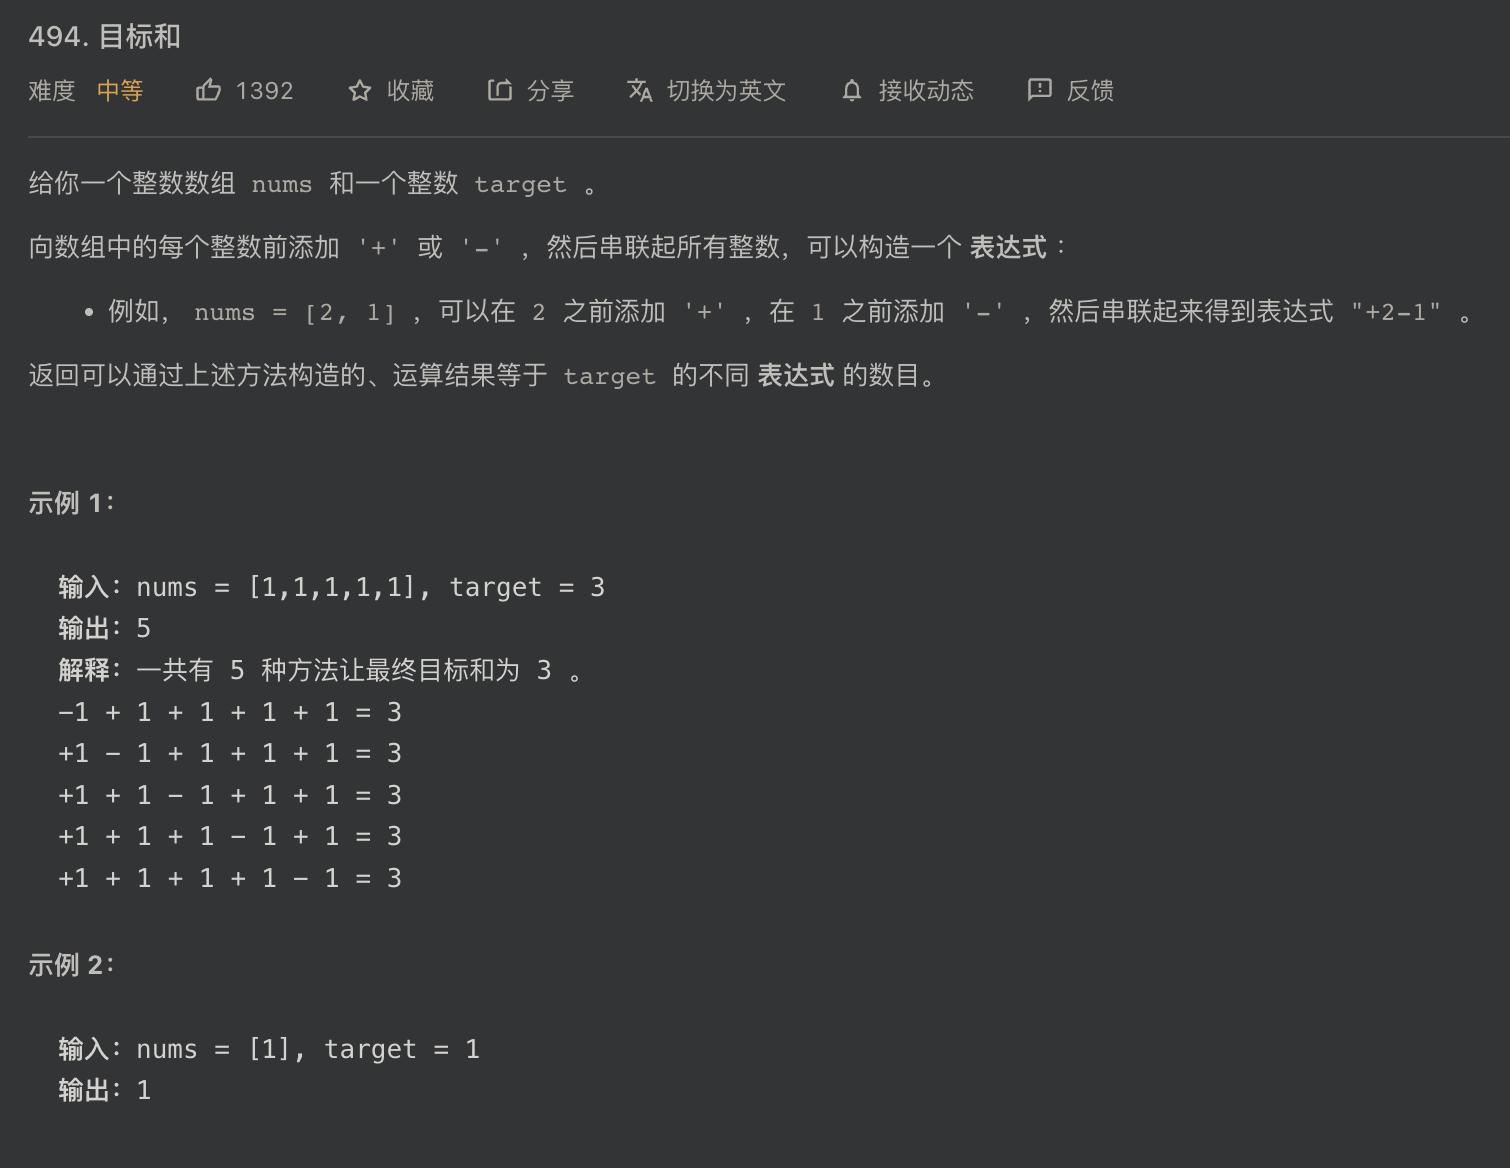 494. 目标和
难度 中等 1392 收藏 分享 切换为英文 接收动态 反馈
给你一个整数数组 nums 和一个整数 target 。
向数组中的每个整数前添加 '+' 或 '-' ，然后串联起所有整数，可以构造一个 表达式 ：
• 例如， nums = [2, 1] ，可以在 2 之前添加 '+' ，在 1 之前添加 '-' ，然后串联起来得到表达式 "+2-1" 。
返回可以通过上述方法构造的、运算结果等于 target 的不同 表达式 的数目。
示例 1：
输入：nums = [1,1,1,1,1], target = 3
输出：5
解释：一共有 5 种方法让最终目标和为 3 。
-1 + 1 + 1 + 1 + 1 = 3
+1 - 1 + 1 + 1 + 1 = 3
+1 + 1 - 1 + 1 + 1 = 3
+1 + 1 + 1 - 1 + 1 = 3
+1 + 1 + 1 + 1 - 1 = 3
示例 2：
输入：nums = [1], target = 1
输出：1